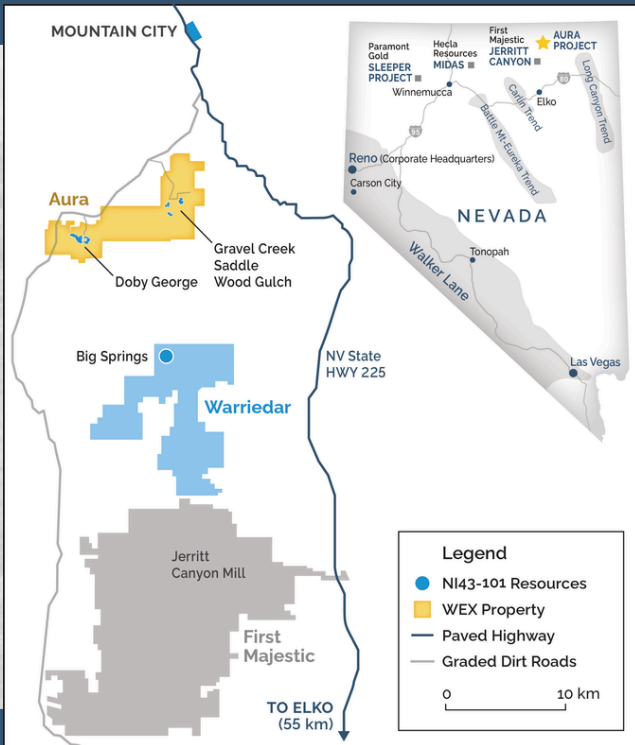 MOUNTAIN CITY
Aura
Gravel Creek
Saddle
Wood Gulch
Doby George
Big Springs
NV State
HWY 225
Warriedar
Jerritt
Canyon Mill
First
Majestic
TO ELKO
(55 km)
Paramont
Gold
SLEEPER
PROJECT
Hecla
Resources
MIDAS
First
Majestic
JERRITT
CANYON
AURA
PROJECT
Winnemucca
80
Elko
Carlin Trend
Long Canyon Trend
Battle Mt-Eureka Trend
95
Reno (Corporate Headquarters)
Carson City
NEVADA
Tonopah
Walker Lane
Las Vegas
Legend
NI43-101 Resources
WEX Property
Paved Highway
Graded Dirt Roads
0 10 km